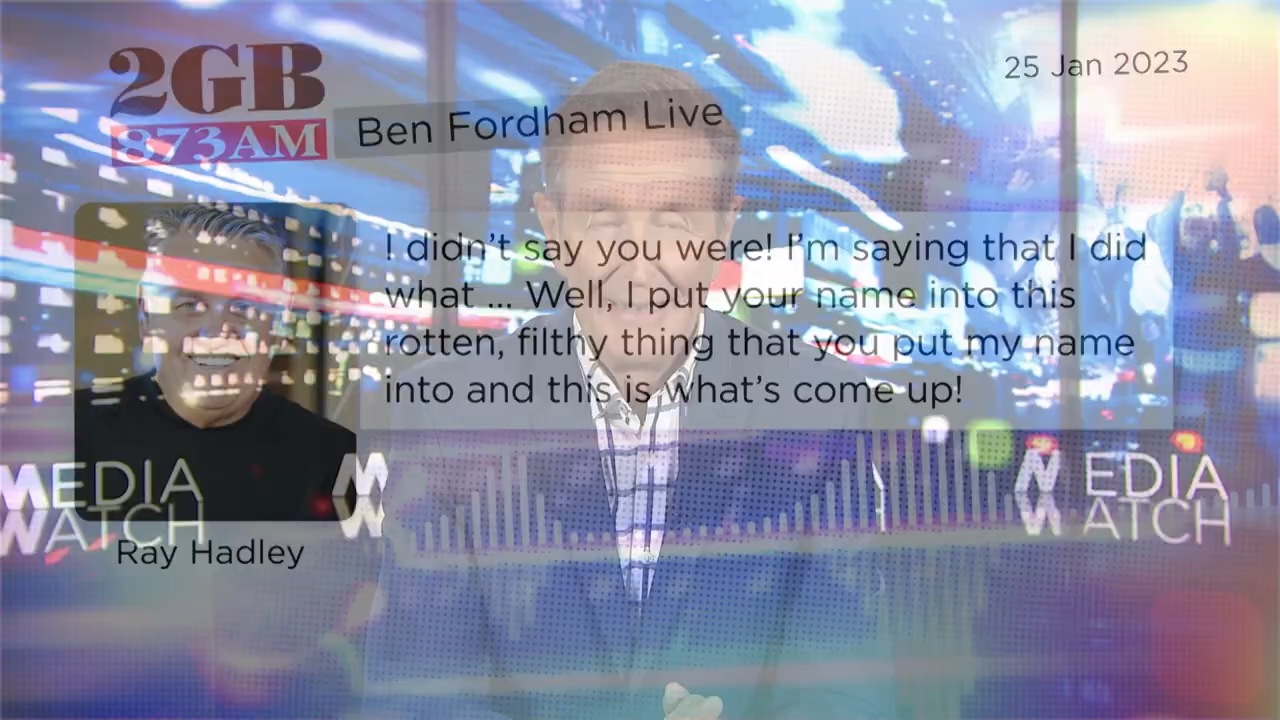 2GB
873AM
Ben Fordham Live
25 Jan 2023
I didn't say you were! I'm saying that I did
what ... Well, I put your name into this
rotten, filthy thing that you put my name
into and this is what's come up!
Ray Hadley
MEDIA
WATCH
MW
MEDIA
WATCH